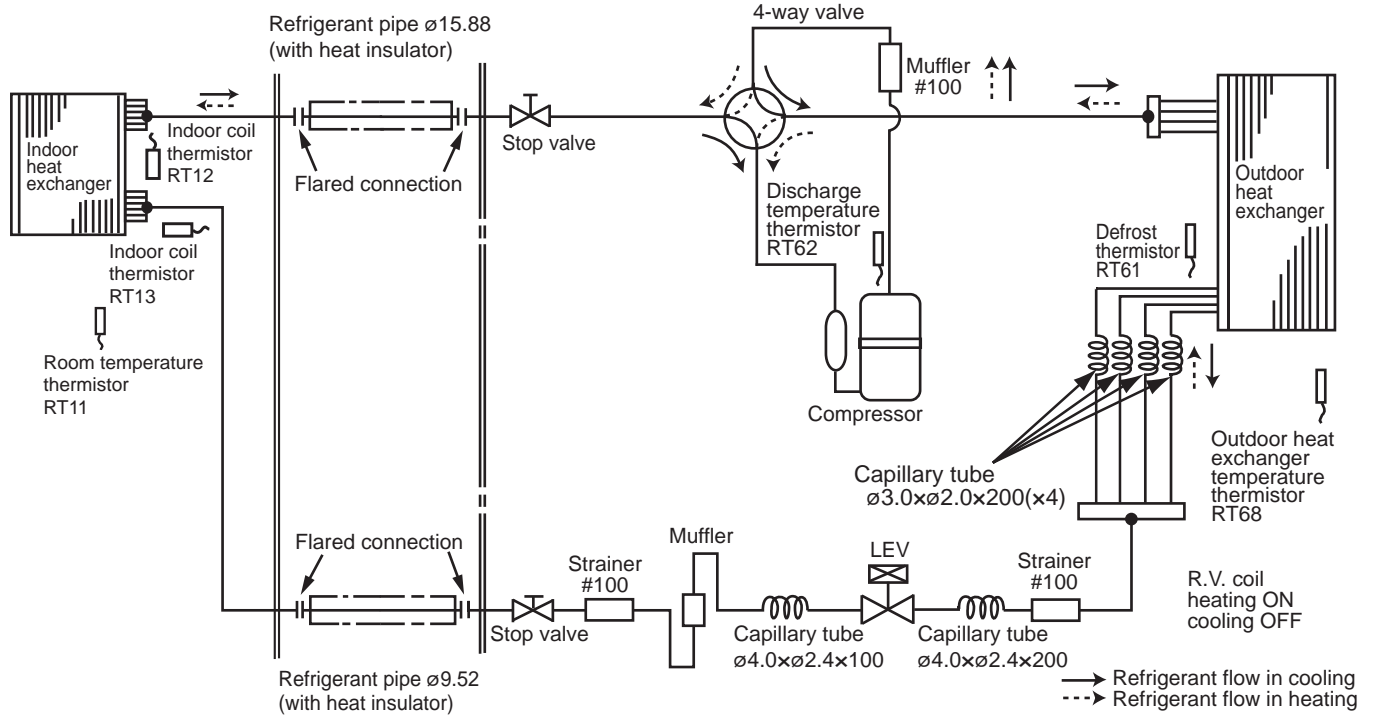 Refrigerant pipe ø15.88
(with heat insulator)
4-way valve
Muffler
#100
Indoor
heat
exchanger
Indoor coil
thermistor
RT12
Flared connection
Stop valve
Outdoor
heat
exchanger
Discharge
temperature
thermistor
RT62
Defrost
thermistor
RT61
Indoor coil
thermistor
RT13
Room temperature
thermistor
RT11
Compressor
Capillary tube
ø3.0×ø2.0×200(×4)
Outdoor heat
exchanger
temperature
thermistor
RT68
Flared connection
Stop valve
Strainer
#100
Muffler
Capillary tube
ø4.0×ø2.4×100
LEV
Capillary tube
ø4.0×ø2.4×200
Strainer
#100
R.V. coil
heating ON
cooling OFF
Refrigerant pipe ø9.52
(with heat insulator)
Refrigerant flow in cooling
Refrigerant flow in heating